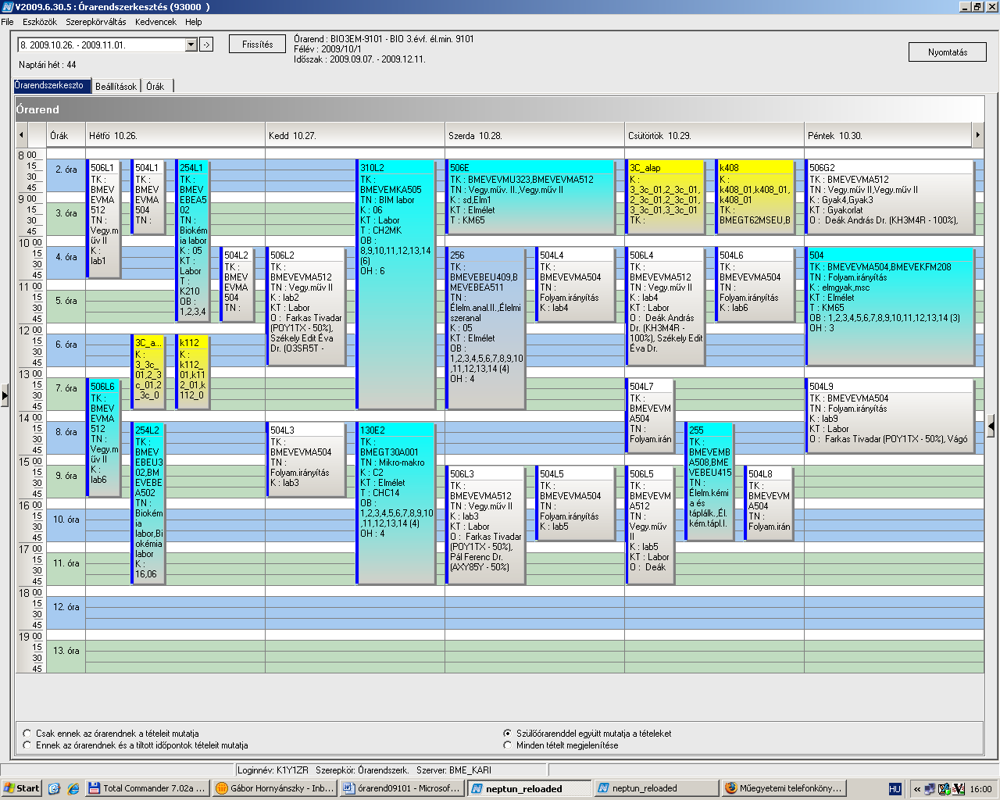 V2009.6.30.5 : Órarendszerkesztés (93000  )
File Eszközök Szerepkörváltás Kedvencek Help
8. 2009.10.26. - 2009.11.01.
->
Frissítés
Órarend : BIO3EM-9101 - BIO 3.évf. él.min. 9101
Félév : 2009/10/1
Időszak : 2009.09.07. - 2009.12.11.
Nyomtatás
Naptári hét : 44
Órarendszerkeszto Beállítások Órák
Órarend
Órák Hétfő 10.26. Kedd 10.27. Szerda 10.28. Csütörtök 10.29. Péntek 10.30.
8 00
15
30
45
9 00
15
30
45
10 00
15
30
45
11 00
15
30
45
12 00
15
30
45
13 00
15
30
45
14 00
15
30
45
15 00
15
30
45
16 00
15
30
45
17 00
15
30
45
18 00
15
30
45
19 00
15
30
45
2. óra
3. óra
4. óra
5. óra
6. óra
7. óra
8. óra
9. óra
10. óra
11. óra
12. óra
13. óra
506L1
TK :
BMEV
EVMA
512
TN :
Vegy.m
űv II
K :
lab1
504L1
TK :
BMEV
EVMA
504
TN :
254L1
TK :
BMEV
EBEA5
02
TN :
Biokém
ia labor
K : 05
KT :
Labor
T :
K210
OB :
1,2,3,4
504L2
TK :
BMEV
EVMA
504
TN :
3C_a...
K :
3_3c_
01,2_3
c_01,2
_3c_0
k112
K :
k112_
01,k11
2_01,k
112_0
506L6
TK :
BMEV
EVMA
512
TN :
Vegy.m
űv II
K :
lab6
254L2
TK :
BMEV
EBEU3
02,BM
EVEBE
A502
TN :
Biokém
ia
labor,Bi
okémia
labor
K :
16,06
506L2
TK :
BMEVEVMA512
TN : Vegy.műv II
K : lab2
KT : Labor
O :  Farkas Tivadar
(POY1TX - 50%),
Székely Edit Éva
Dr. (O3SR5T -
504L3
TK :
BMEVEVMA504
TN :
Folyam.irányítás
K : lab3
310L2
TK :
BMEVEMKA505
TN : BIM labor
K : 06
KT : Labor
T : CH2MK
OB :
8,9,10,11,12,13,14
(6)
OH : 6
130E2
TK :
BMEGT30A001
TN : Mikro-makro
K : C2
KT : Elmélet
T : CHC14
OB :
1,2,3,4,5,6,7,8,9,10
,11,12,13,14 (4)
OH : 4
506E
TK : BMEVEVMU323,BMEVEVMA512
TN : Vegy.műv. II.,Vegy.műv II
K : sd,Elm1
KT : Elmélet
T : KM65
256
TK :
BMEVEBEU409,B
MEVEBEA511
TN :
Élelm.anal.II.,Élelmi
szeranal
K : 05
KT : Elmélet
OB :
1,2,3,4,5,6,7,8,9,10
,11,12,13,14 (4)
OH : 4
504L4
TK :
BMEVEVMA504
TN :
Folyam.irányítás
K : lab4
506L3
TK :
BMEVEVMA512
TN : Vegy.műv II
K : lab3
KT : Labor
O :  Farkas Tivadar
(POY1TX - 50%),
Pál Ferenc Dr.
(AXY85Y - 50%)
504L5
TK :
BMEVEVMA504
TN :
Folyam.irányítás
K : lab5
3C_alap
K :
3_3c_01,2_3c_01,
2_3c_01,2_3c_01,
3_3c_01,3_3c_01
TK :
k408
K :
k408_01,k408_01,
k408_01
TK :
BMEGT62MSEU,B
506L4
TK :
BMEVEVMA512
TN : Vegy.műv II
K : lab4
KT : Labor
O :  Deák András
Dr. (KH3M4R -
100%), Székely Edit
Éva Dr.
504L6
TK :
BMEVEVMA504
TN :
Folyam.irányítás
K : lab6
504L7
TK :
BMEVEVM
A504
TN :
Folyam.irán
255
TK :
BMEVEMB
A508,BME
VEBEU415
TN :
Élelm.kémi
a és
táplálk.,Él.
kém.tápl.l.
506L5
TK :
BMEVEVM
A512
TN :
Vegy.műv
II
K : lab5
KT : Labor
O :  Deák
504L8
TK :
BMEVEVM
A504
TN :
Folyam.irán
506G2
TK : BMEVEVMA512
TN : Vegy.műv II,Vegy.műv II
K : Gyak4,Gyak3
KT : Gyakorlat
O :  Deák András Dr. (KH3M4R - 100%),
504
TK : BMEVEVMA504,BMEVEKFM208
TN : Folyam.irányítás
K : elmgyak,msc
KT : Elmélet
T : KM65
OB : 1,2,3,4,5,6,7,8,9,10,11,12,13,14 (3)
OH : 3
504L9
TK : BMEVEVMA504
TN : Folyam.irányítás
K : lab9
KT : Labor
O :  Farkas Tivadar (POY1TX - 50%), Vágó
Csak ennek az órarendnek a tételeit mutatja
Ennek az órarendnek és a tiltott időpontok tételeit mutatja
Szülőórarenddel együtt mutatja a tételeket
Minden tételt megjelenítése
Loginnév: K1Y1ZR Szerepkör: Órarendszerk. Szerver: BME_KARI
Start Total Commander 7.02a ... Gábor Hornyánszky - Inb... órarend09101 - Microsof... neptun_reloaded neptun_reloaded Műegyetemi telefonköny... HU « 16:00